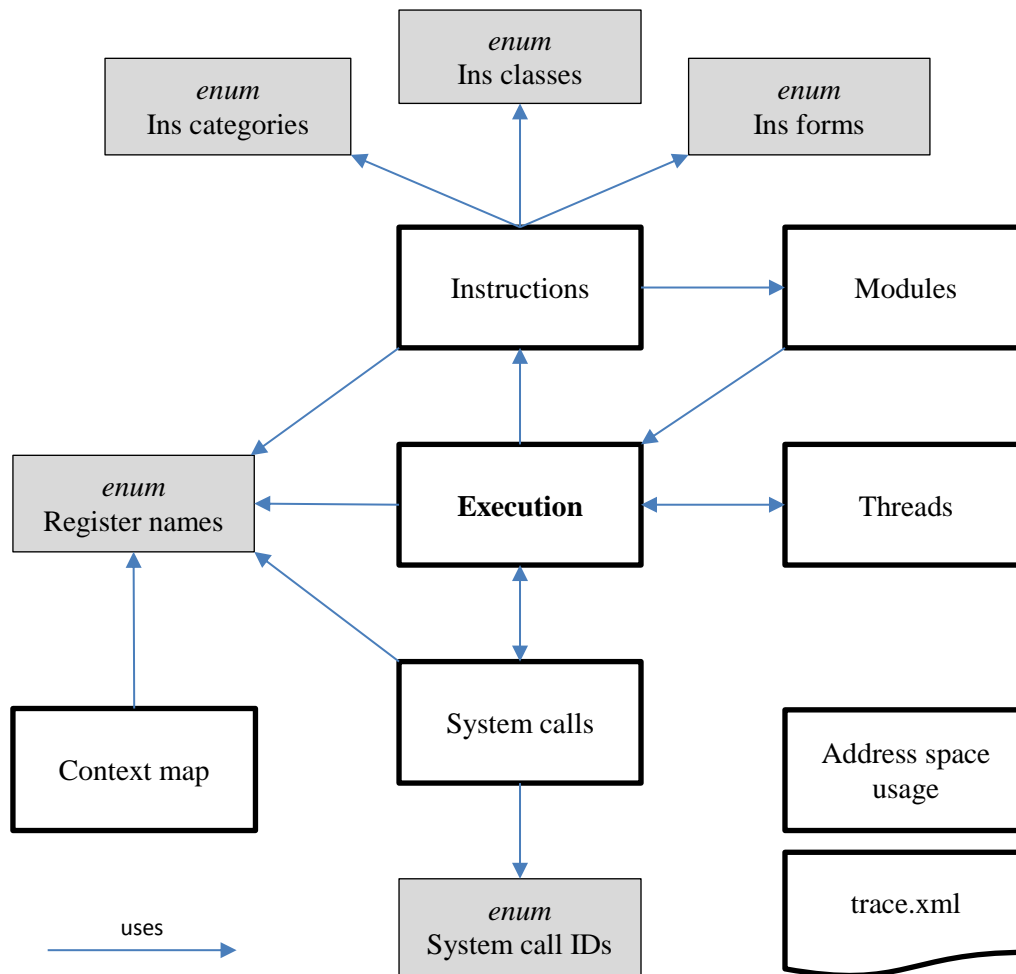 enum
Ins classes
enum
Ins categories
enum
Ins forms
Instructions
Modules
enum
Register names
Execution
Threads
Context map
System calls
Address space
usage
uses
enum
System call IDs
trace.xml